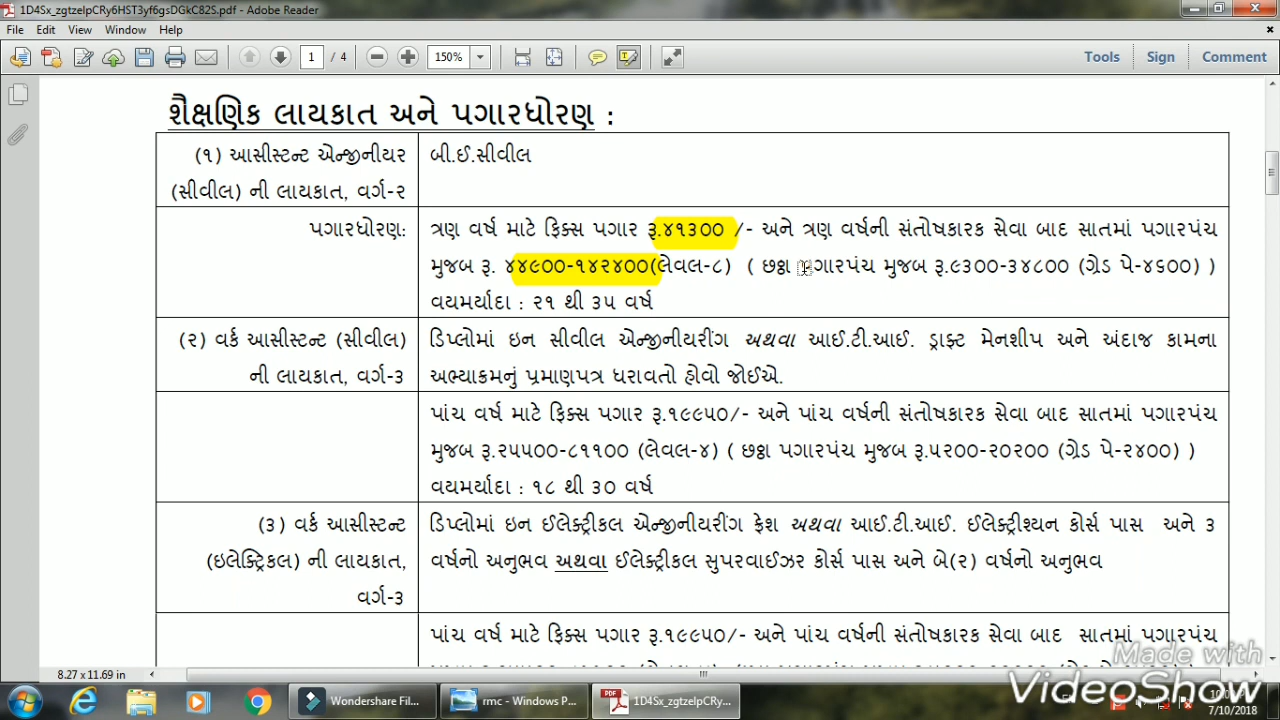 1D4Sx_zgtzelpCRy6HST3yf6gsDGkC82S.pdf - Adobe Reader
File Edit View Window Help
1 / 4 150% Tools Sign Comment
શૈક્ષણિક લાયકાત અને પગારધોરણ :
(૧) આસીસ્ટન્ટ એન્જીનીયર બી.ઈ.સીવીલ
(સીવીલ) ની લાયકાત, વર્ગ-૨
પગારધોરણ: ત્રણ વર્ષ માટે ફિક્સ પગાર રૂ.૪૧૩૦૦ /- અને ત્રણ વર્ષની સંતોષકારક સેવા બાદ સાતમાં પગારપંચ
મુજબ રૂ. ૪૪૯૦૦-૧૪૨૪૦૦(લેવલ-૮) ( છઠ્ઠા પગારપંચ મુજબ રૂ.૯૩૦૦-૩૪૮૦૦ (ગ્રેડ પે-૪૬૦૦) )
વયમર્યાદા : ૨૧ થી ૩૫ વર્ષ
(૨) વર્ક આસીસ્ટન્ટ (સીવીલ) ડિપ્લોમાં ઇન સીવીલ એન્જીનીયરીંગ અથવા આઈ.ટી.આઈ. ડ્રાફ્ટ મેનશીપ અને અંદાજ કામના
ની લાયકાત, વર્ગ-૩ અભ્યાક્રમનું પ્રમાણપત્ર ધરાવતો હોવો જોઈએ.
પાંચ વર્ષ માટે ફિક્સ પગાર રૂ.૧૯૯૫૦/- અને પાંચ વર્ષની સંતોષકારક સેવા બાદ સાતમાં પગારપંચ
મુજબ રૂ.૨૫૫૦૦-૮૧૧૦૦ (લેવલ-૪) ( છઠ્ઠા પગારપંચ મુજબ રૂ.૫૨૦૦-૨૦૨૦૦ (ગ્રેડ પે-૨૪૦૦) )
વયમર્યાદા : ૧૮ થી ૩૦ વર્ષ
(૩) વર્ક આસીસ્ટન્ટ ડિપ્લોમાં ઇન ઈલેક્ટ્રીકલ એન્જીનીયરીંગ ફ્રેશ અથવા આઈ.ટી.આઈ. ઈલેક્ટ્રીશ્યન કોર્સ પાસ અને ૩
(ઇલેક્ટ્રિકલ) ની લાયકાત, વર્ષનો અનુભવ અથવા ઈલેક્ટ્રીકલ સુપરવાઈઝર કોર્સ પાસ અને બે(૨) વર્ષનો અનુભવ
વર્ગ-૩
પાંચ વર્ષ માટે ફિક્સ પગાર રૂ.૧૯૯૫૦/- અને પાંચ વર્ષની સંતોષકારક સેવા બાદ સાતમાં પગારપંચ
8.27 x 11.69 in
Made with
VideoShow
Wondershare Fil... rmc - Windows P... 1D4Sx_zgtzelpCRy...
7/10/2018